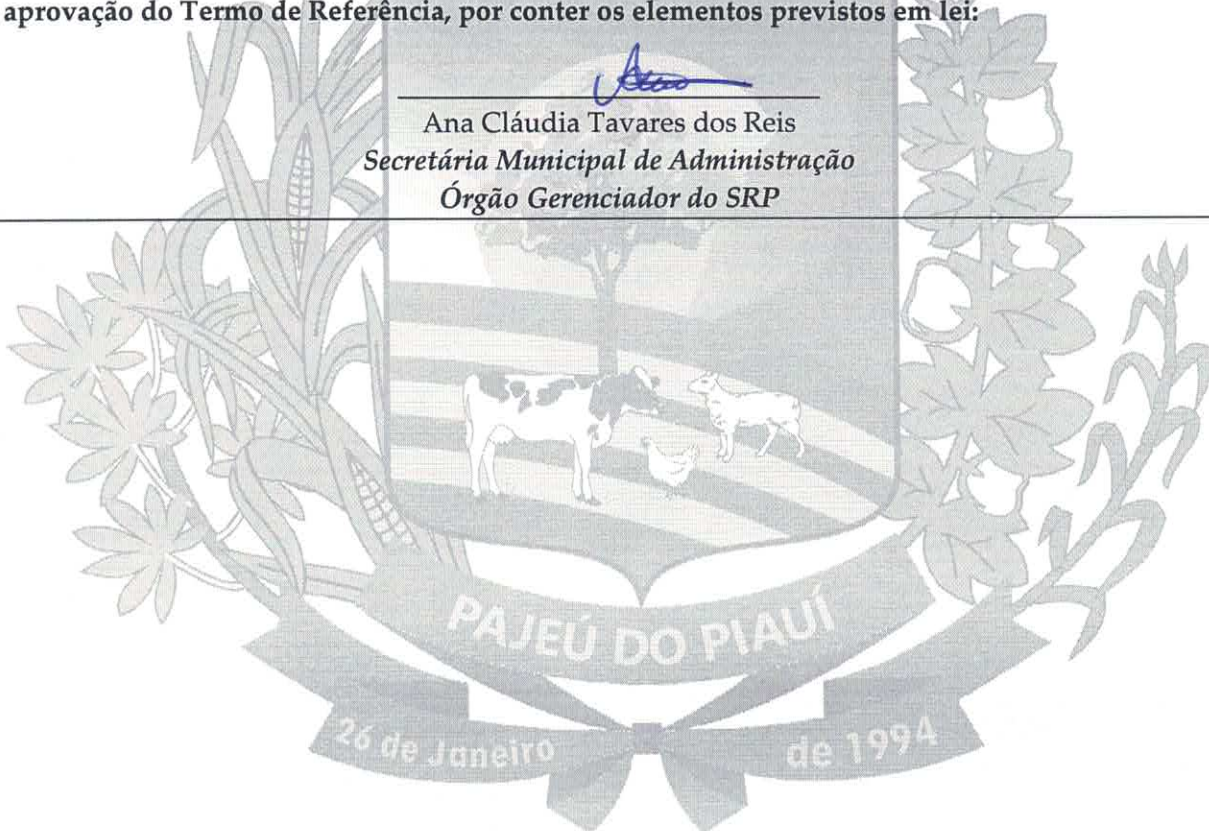 aprovação do Termo de Referência, por conter os elementos previstos em lei:
Ana Cláudia Tavares dos Reis
Secretária Municipal de Administração
Órgão Gerenciador do SRP
PAJEÚ DO PIAUÍ
26 de Janeiro de 1994